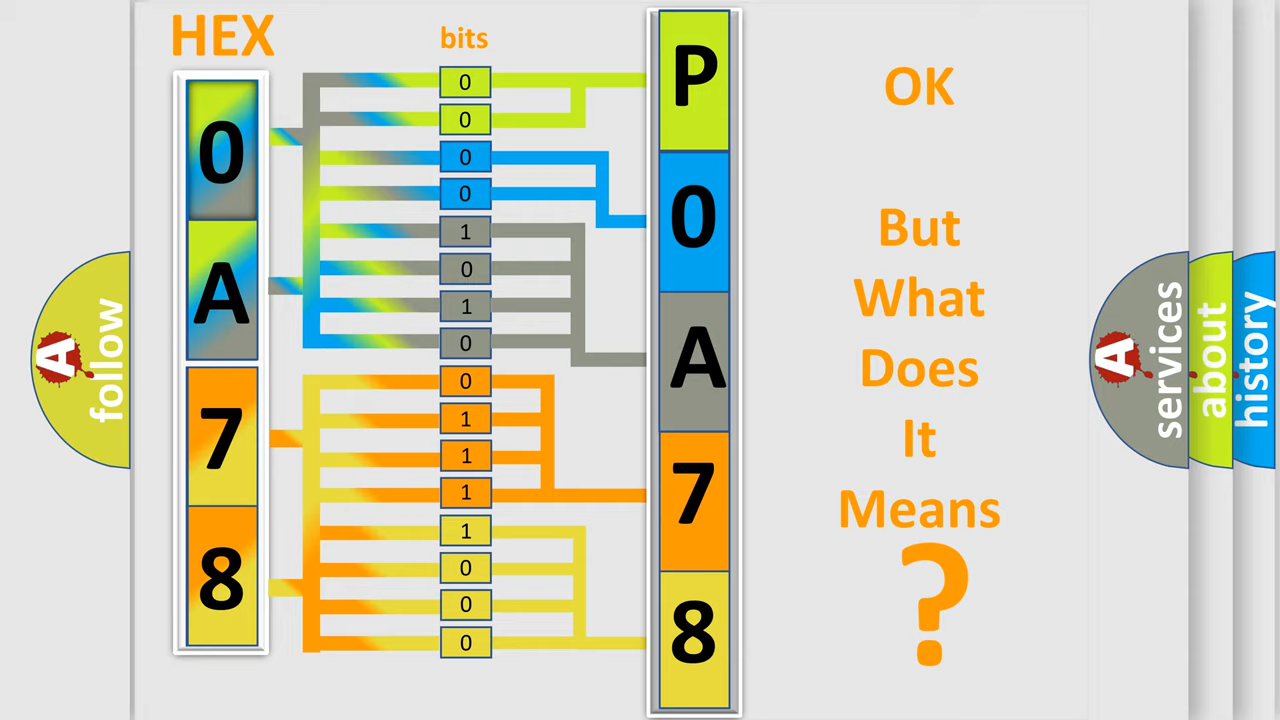 HEX
bits
0
A
7
8
0
0
0
0
1
0
1
0
0
1
1
1
1
0
0
0
P
0
A
7
8
OK
But
What
Does
It
Means
?
A
follow
A
services
about
history